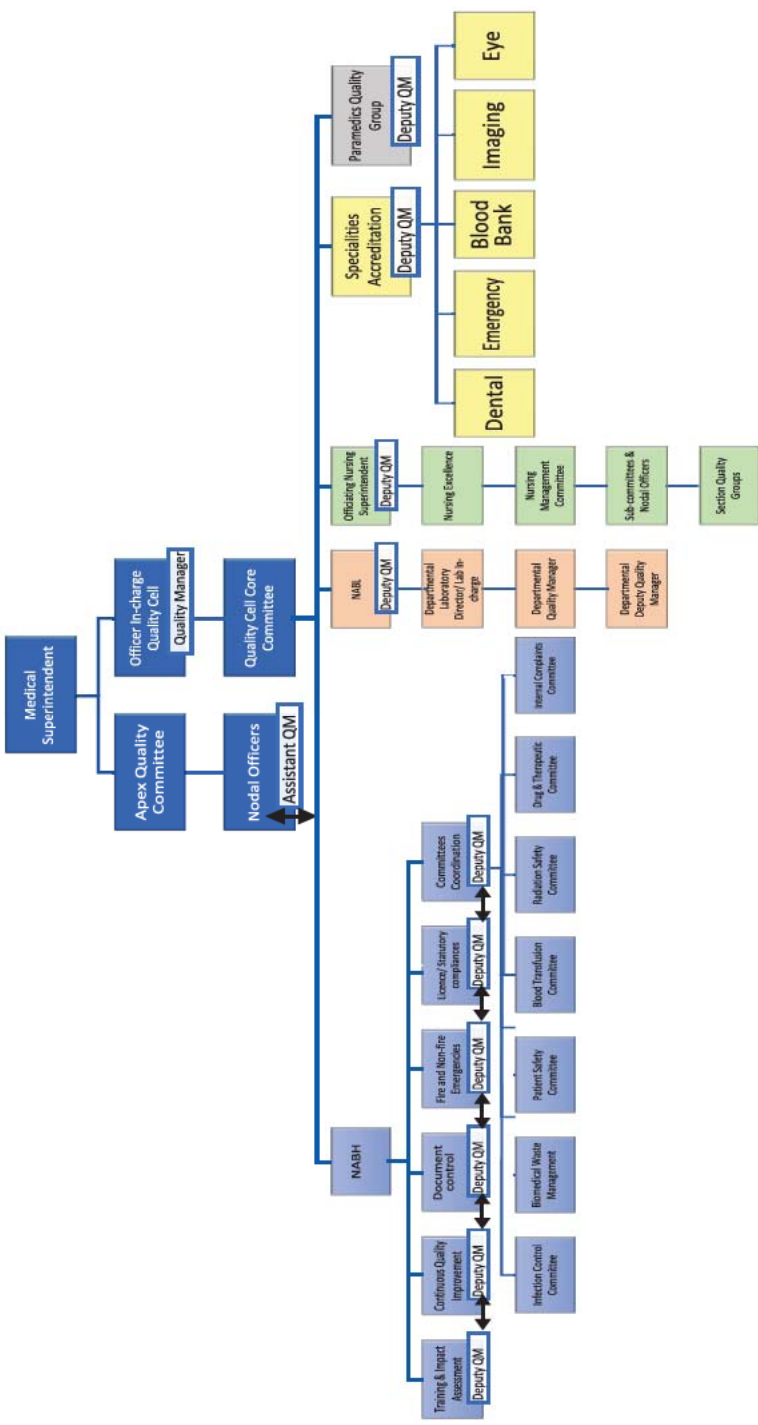 Medical
Superintendent
Apex Quality
Committee
Officer In-charge
Quality Cell
Quality Manager
Nodal Officers
Assistant QM
Quality Cell Core
Committee
NABH
NABL
Deputy QM
Officiating Nursing
Superintendent
Deputy QM
Specialities
Accreditation
Deputy QM
Paramedics Quality
Group
Deputy QM
Training & Impact
Assessment
Deputy QM
Continuous Quality
Improvement
Deputy QM
Document
control
Deputy QM
Fire and Non-fire
Emergencies
Deputy QM
Licence/ Statutory
compliances
Deputy QM
Committees
Coordination
Deputy QM
Infection Control
Committee
Biomedical Waste
Management
Patient Safety
Committee
Blood Transfusion
Committee
Radiation Safety
Committee
Drug & Therapeutic
Committee
Internal Complaints
Committee
Departmental
Laboratory
Director/ Lab In-
charge
Departmental
Quality Manager
Departmental
Deputy Quality
Manager
Nursing Excellence
Nursing
Management
Committee
Sub-committees &
Nodal Officers
Section Quality
Groups
Dental
Emergency
Blood
Bank
Imaging
Eye